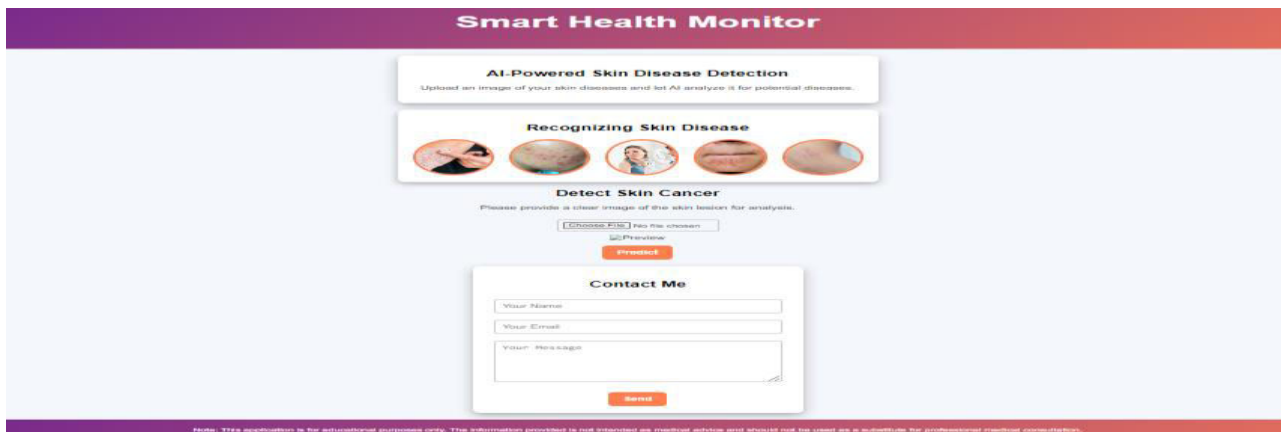 Smart Health Monitor
AI-Powered Skin Disease Detection
Upload an image of your skin diseases and let AI analyze it for potential diseases.
Recognizing Skin Disease
Detect Skin Cancer
Please provide a clear image of the skin lesion for analysis.
Choose File No file chosen
Preview
Predict
Contact Me
Your Name
Your Email
Your Message
Send
Note: This application is for educational purposes only. The information provided is not intended as medical advice and should not be used as a substitute for professional medical consultation.